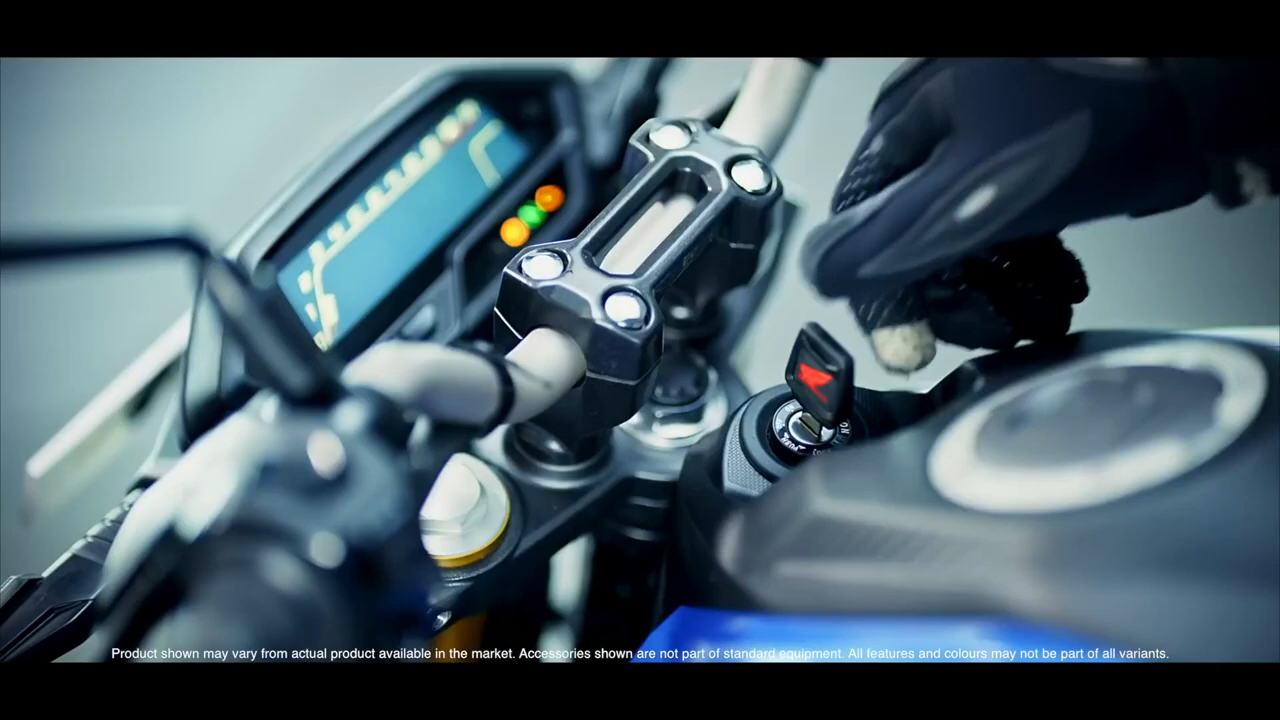 Product shown may vary from actual product available in the market. Accessories shown are not part of standard equipment. All features and colours may not be part of all variants.